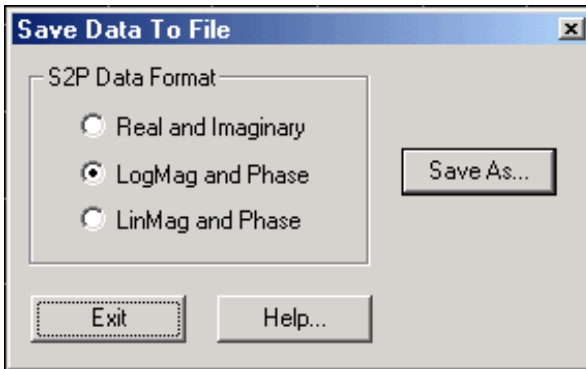 Save Data To File
S2P Data Format
Real and Imaginary
LogMag and Phase
LinMag and Phase
Save As...
Exit
Help...